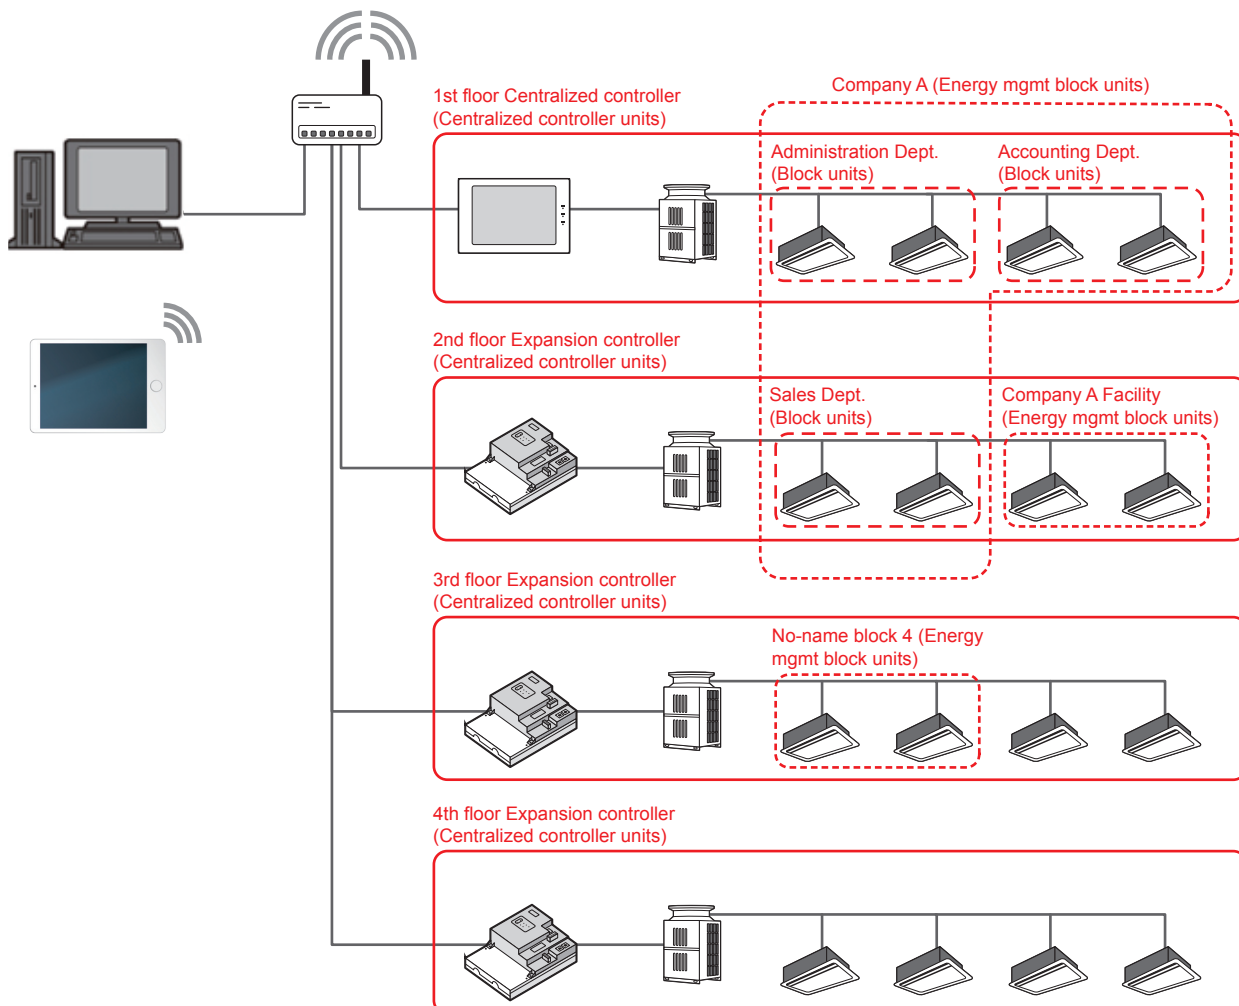 1st floor Centralized controller
(Centralized controller units)
Company A (Energy mgmt block units)
Administration Dept.
(Block units)
Accounting Dept.
(Block units)
2nd floor Expansion controller
(Centralized controller units)
Sales Dept.
(Block units)
Company A Facility
(Energy mgmt block units)
3rd floor Expansion controller
(Centralized controller units)
No-name block 4 (Energy
mgmt block units)
4th floor Expansion controller
(Centralized controller units)